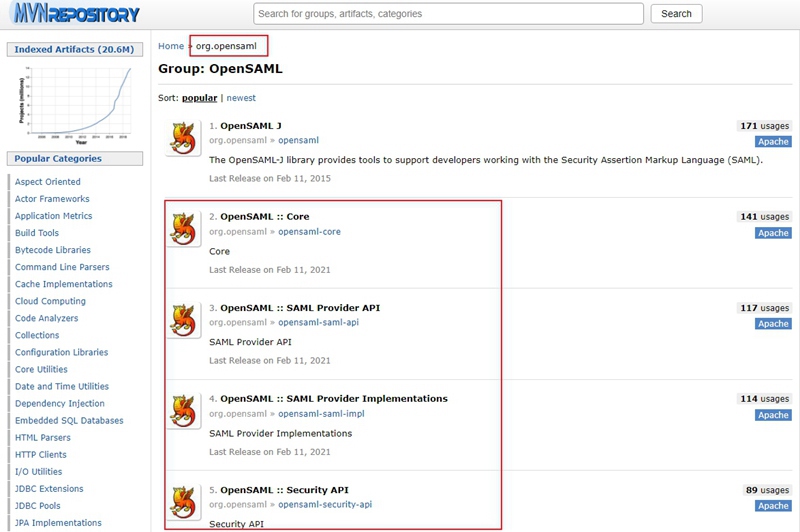 MVNREPOSITORY
Search for groups, artifacts, categories
Search
Indexed Artifacts (20.6M)
Projects (millions)
Year
Popular Categories
Aspect Oriented
Actor Frameworks
Application Metrics
Build Tools
Bytecode Libraries
Command Line Parsers
Cache Implementations
Cloud Computing
Code Analyzers
Collections
Configuration Libraries
Core Utilities
Date and Time Utilities
Dependency Injection
Embedded SQL Databases
HTML Parsers
HTTP Clients
I/O Utilities
JDBC Extensions
JDBC Pools
JPA Implementations
Home » org.opensaml
Group: OpenSAML
Sort: popular | newest
1. OpenSAML J
171 usages
org.opensaml » opensaml
Apache
The OpenSAML-J library provides tools to support developers working with the Security Assertion Markup Language (SAML).
Last Release on Feb 11, 2015
2. OpenSAML :: Core
141 usages
org.opensaml » opensaml-core
Apache
Core
Last Release on Feb 11, 2021
3. OpenSAML :: SAML Provider API
117 usages
org.opensaml » opensaml-saml-api
Apache
SAML Provider API
Last Release on Feb 11, 2021
4. OpenSAML :: SAML Provider Implementations
114 usages
org.opensaml » opensaml-saml-impl
Apache
SAML Provider Implementations
Last Release on Feb 11, 2021
5. OpenSAML :: Security API
89 usages
org.opensaml » opensaml-security-api
Apache
Security API